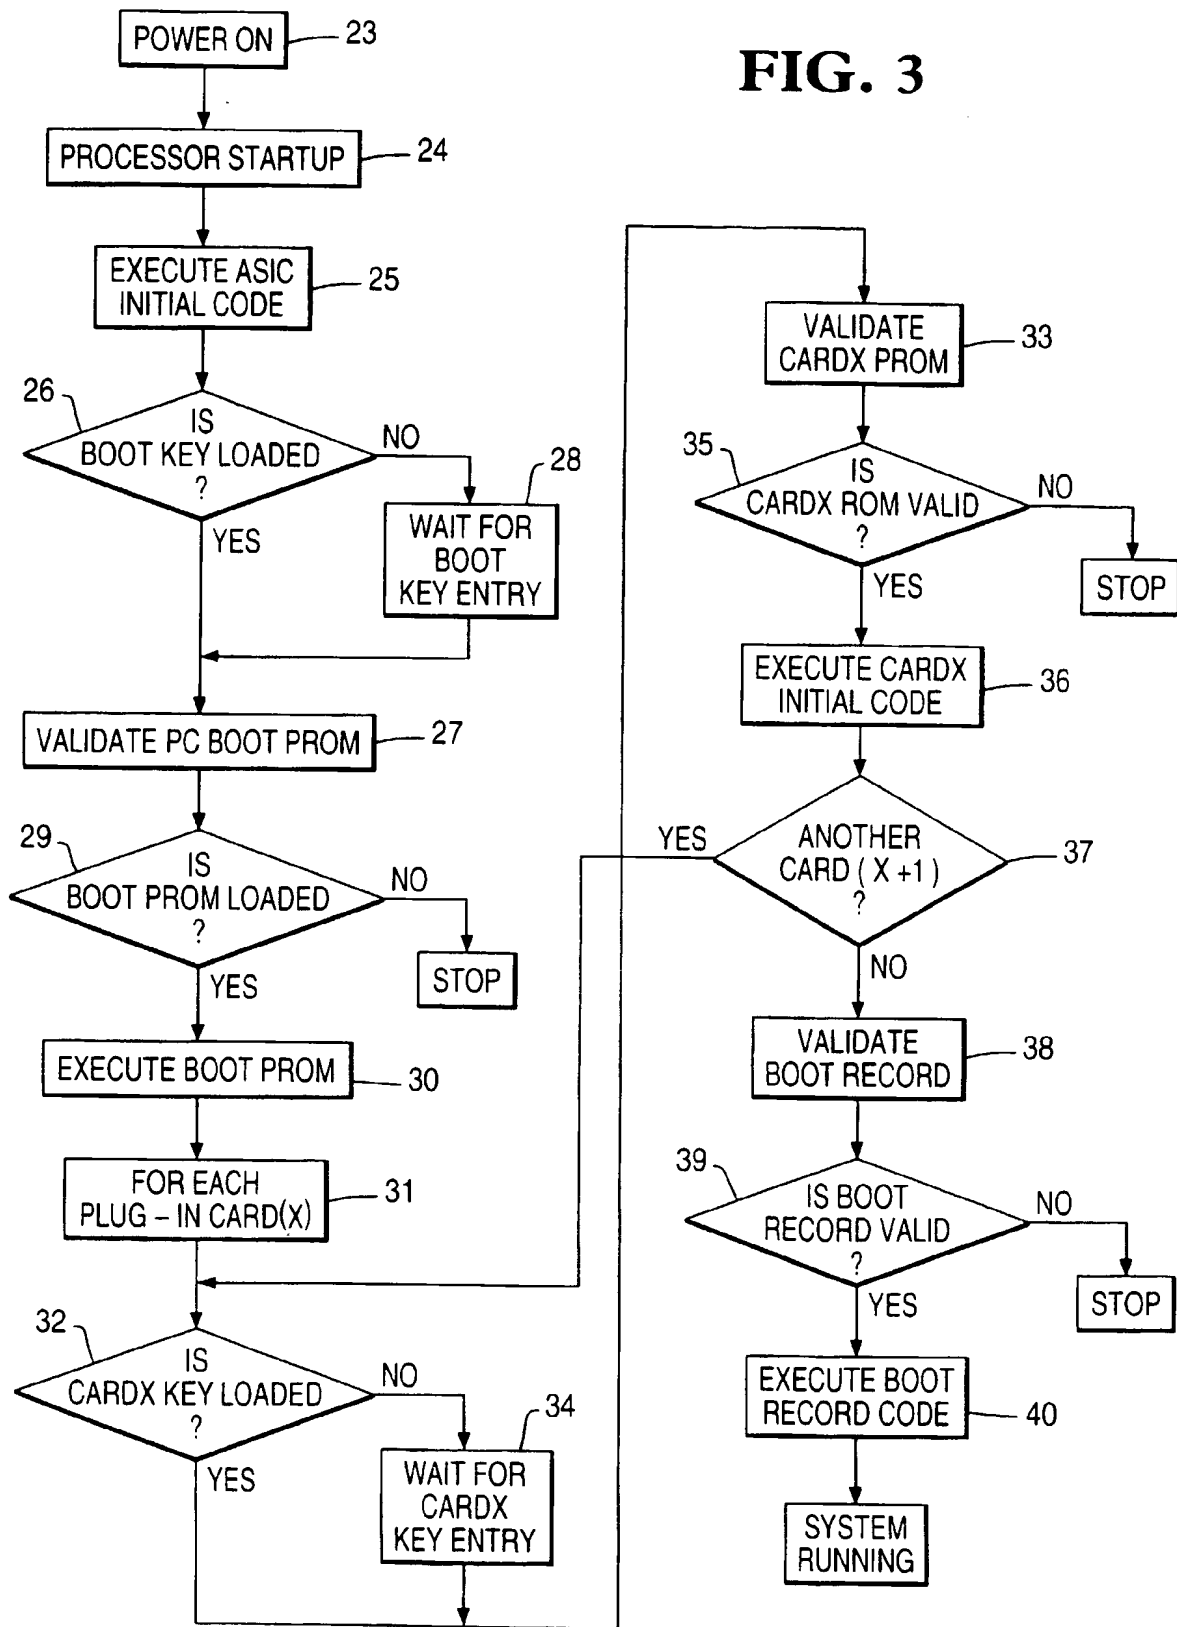 FIG. 3
POWER ON
23
PROCESSOR STARTUP
24
EXECUTE ASIC
INITIAL CODE
25
26
IS
BOOT KEY LOADED
?
NO
YES
28
WAIT FOR
BOOT
KEY ENTRY
VALIDATE PC BOOT PROM
27
29
IS
BOOT PROM LOADED
?
NO
YES
STOP
EXECUTE BOOT PROM
30
FOR EACH
PLUG – IN CARD(X)
31
32
IS
CARDX KEY LOADED
?
NO
YES
34
WAIT FOR
CARDX
KEY ENTRY
VALIDATE
CARDX PROM
33
35
IS
CARDX ROM VALID
?
NO
YES
STOP
EXECUTE CARDX
INITIAL CODE
36
YES
ANOTHER
CARD ( X +1 )
?
37
NO
VALIDATE
BOOT RECORD
38
39
IS BOOT
RECORD VALID
?
NO
YES
STOP
EXECUTE BOOT
RECORD CODE
40
SYSTEM
RUNNING